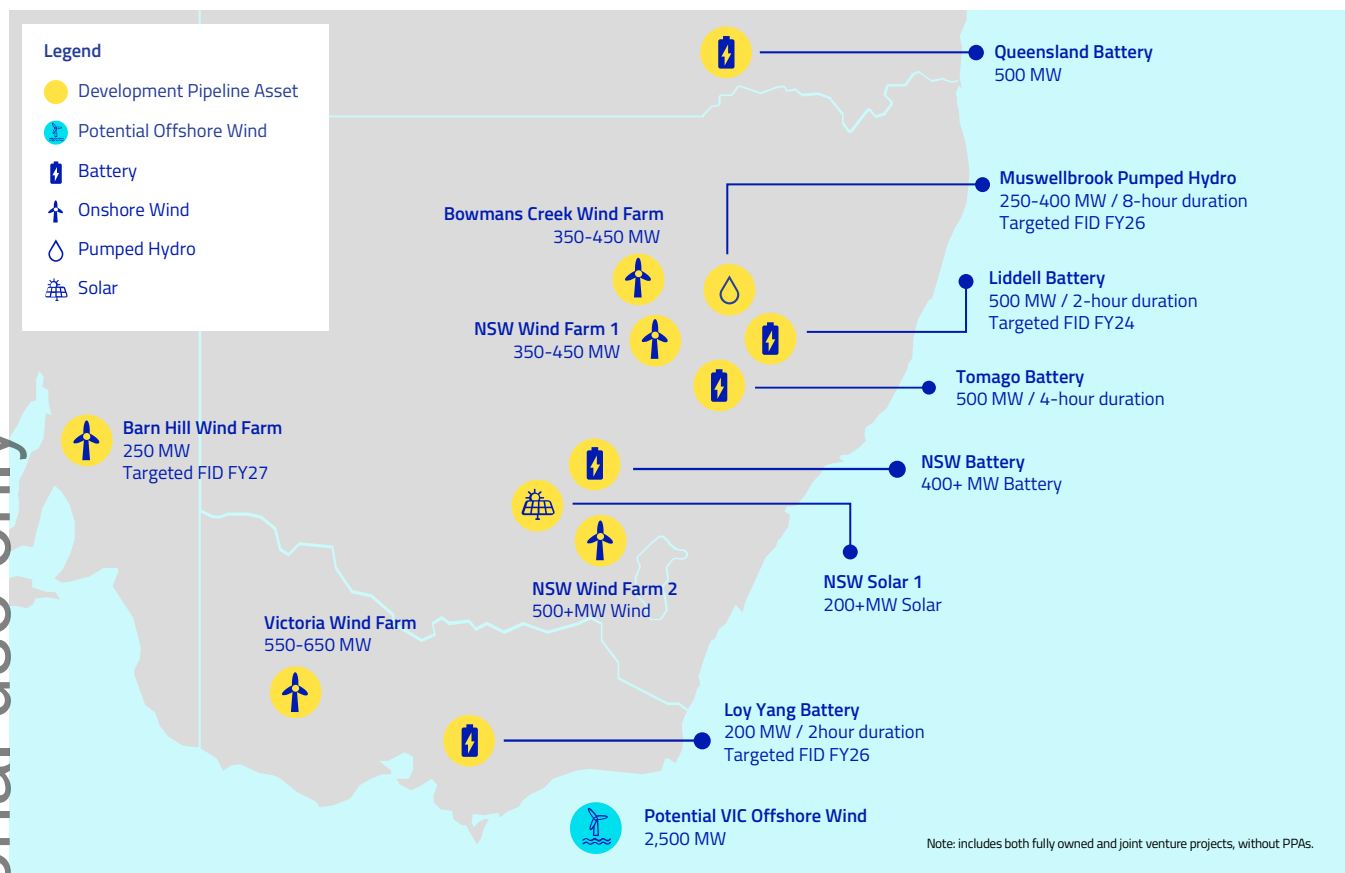 Legend
Development Pipeline Asset
Potential Offshore Wind
Battery
Onshore Wind
Pumped Hydro
Solar
Queensland Battery
500 MW
Muswellbrook Pumped Hydro
250-400 MW / 8-hour duration
Targeted FID FY26
Bowmans Creek Wind Farm
350-450 MW
Liddell Battery
500 MW / 2-hour duration
Targeted FID FY24
NSW Wind Farm 1
350-450 MW
Tomago Battery
500 MW / 4-hour duration
Barn Hill Wind Farm
250 MW
Targeted FID FY27
NSW Battery
400+ MW Battery
NSW Solar 1
200+MW Solar
NSW Wind Farm 2
500+MW Wind
Victoria Wind Farm
550-650 MW
Loy Yang Battery
200 MW / 2hour duration
Targeted FID FY26
Potential VIC Offshore Wind
2,500 MW
Note: includes both fully owned and joint venture projects, without PPAs.